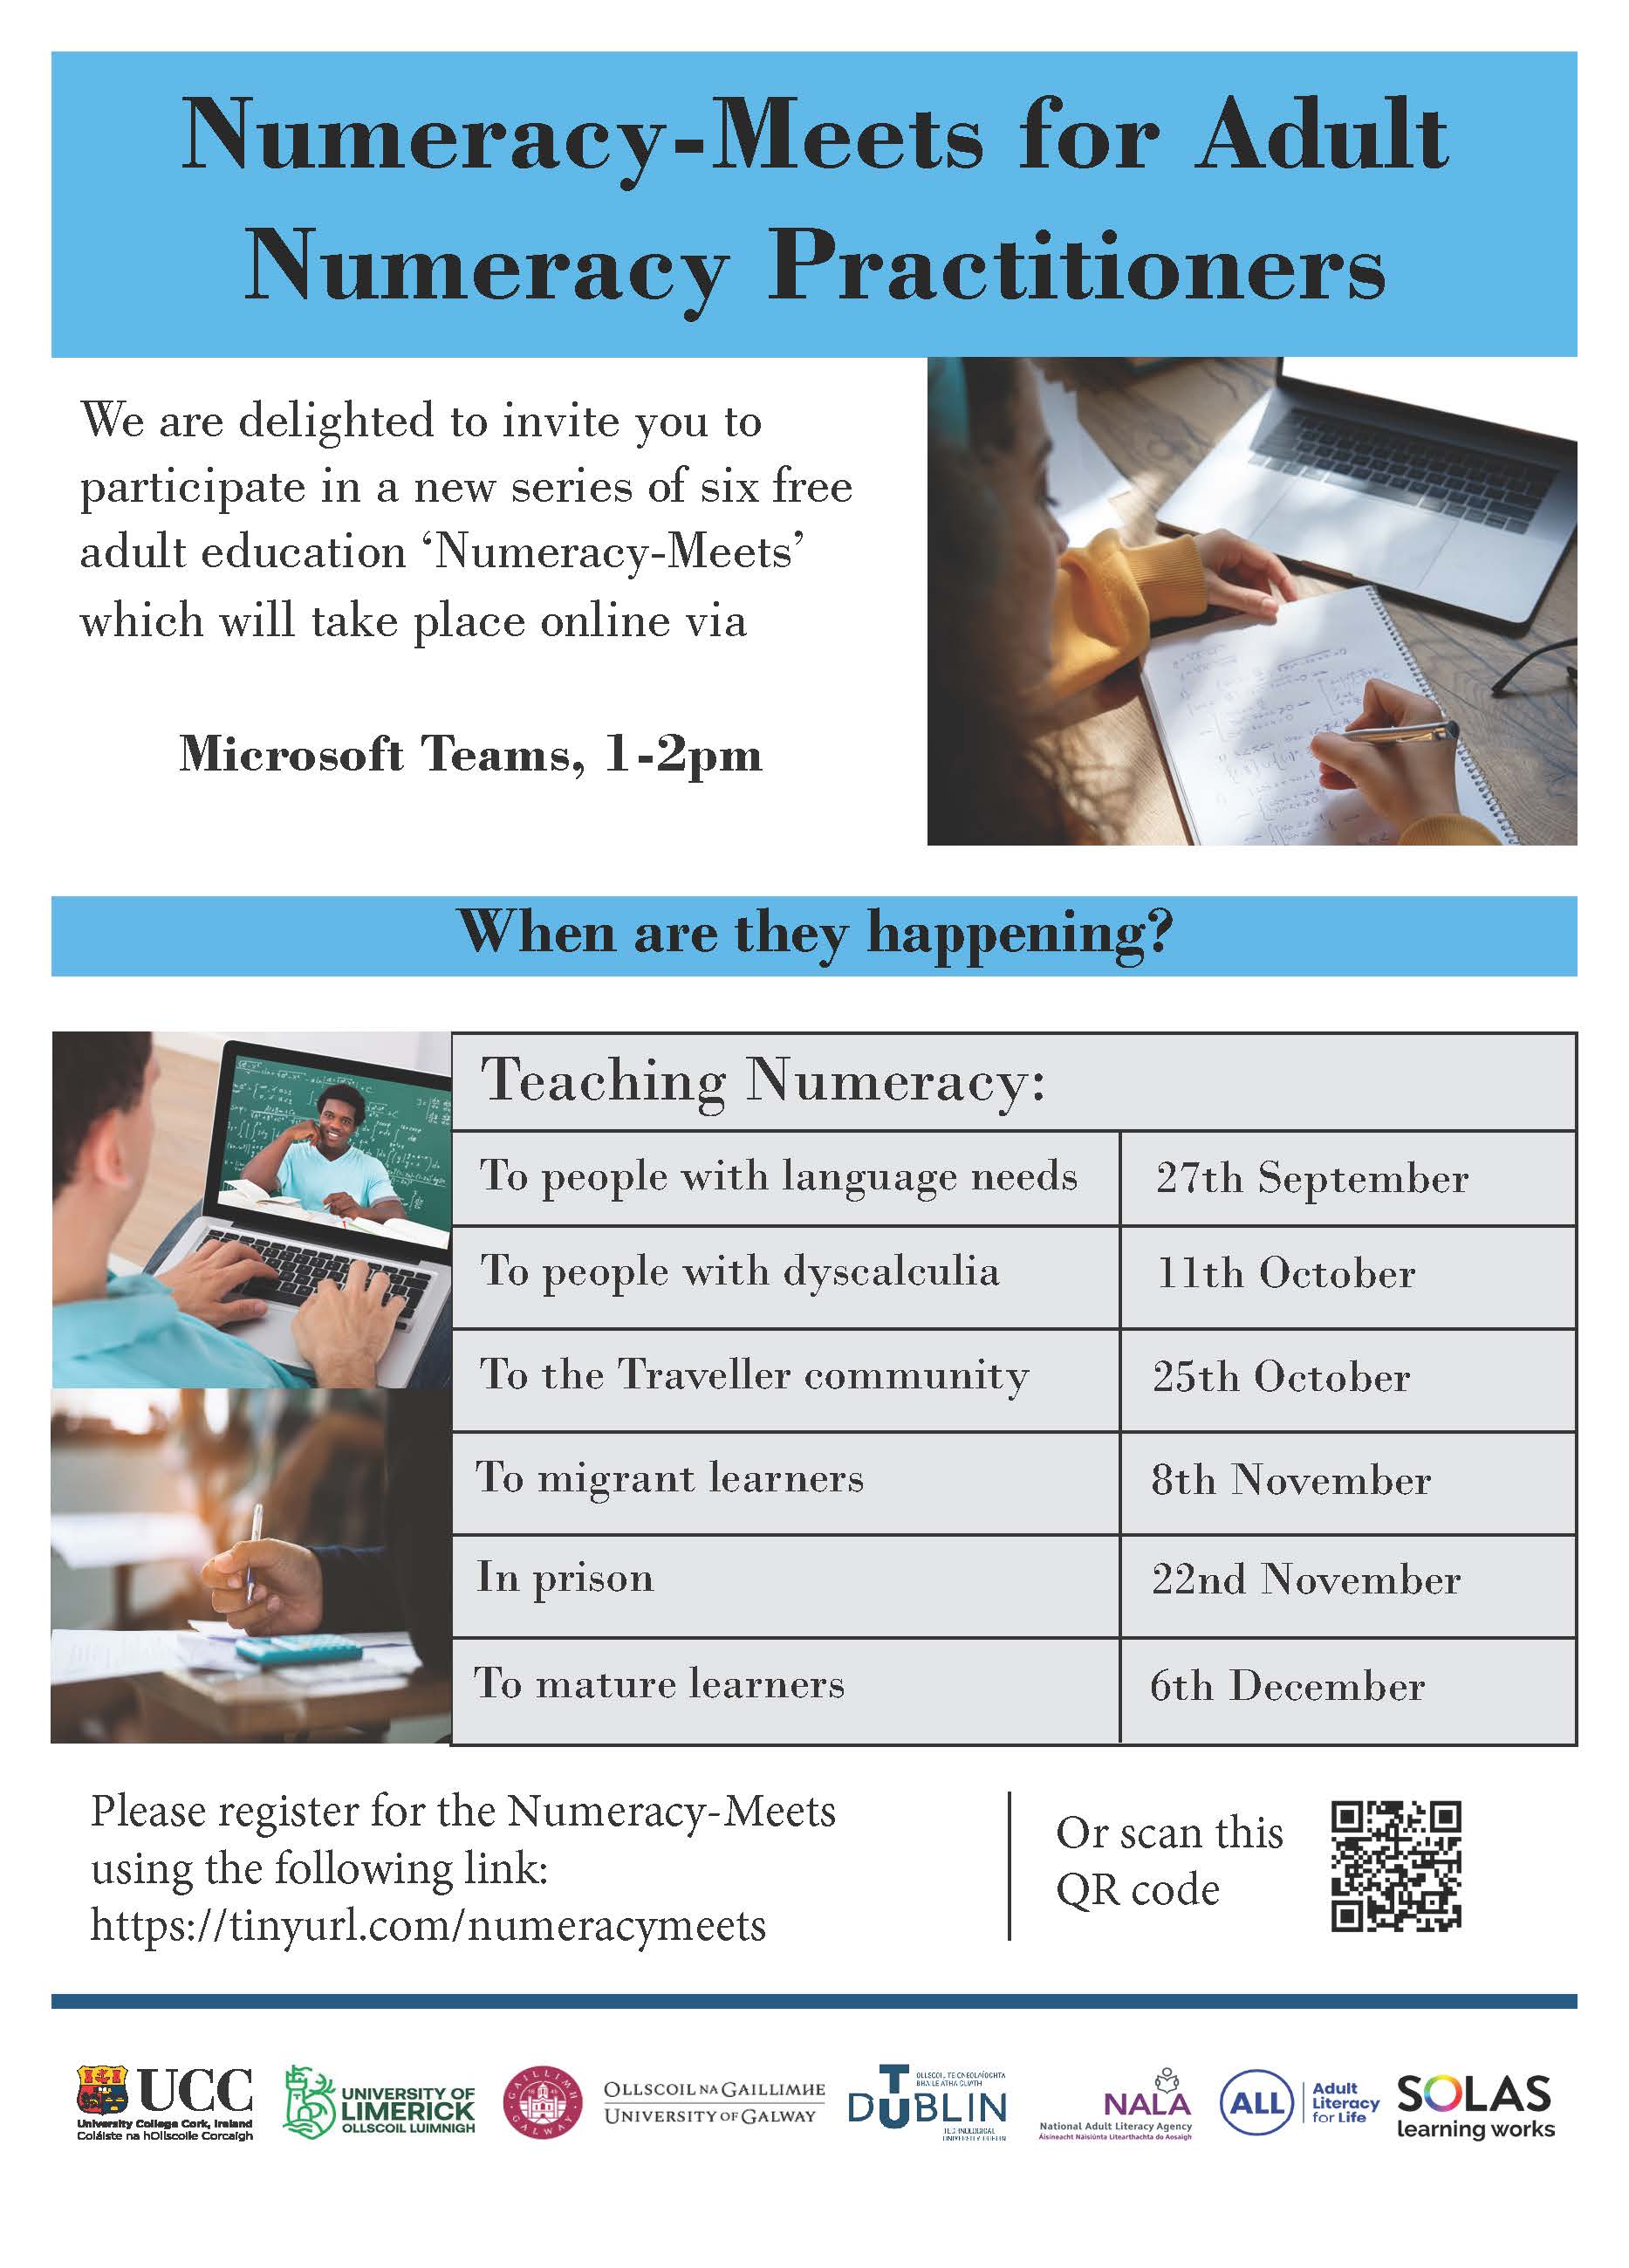 Numeracy-Meets for Adult
Numeracy Practitioners
We are delighted to invite you to
participate in a new series of six free
adult education ‘Numeracy-Meets’
which will take place online via
Microsoft Teams, 1-2pm
When are they happening?
Teaching Numeracy:
To people with language needs 27th September
To people with dyscalculia 11th October
To the Traveller community 25th October
To migrant learners 8th November
In prison 22nd November
To mature learners 6th December
Please register for the Numeracy-Meets
using the following link:
https://tinyurl.com/numeracymeets
Or scan this
QR code
UCC
University College Cork, Ireland
Coláiste na hOllscoile Corcaigh
UNIVERSITY OF
LIMERICK
OLLSCOIL LUIMNIGH
GAILLIMH
GALWAY
OLLSCOIL NA GAILLIMHE
UNIVERSITY OF GALWAY
OLLSCOIL TEICNEOLAÍOCHTA
BHAILE ÁTHA CLIATH
T
DUBLIN
TECHNOLOGICAL
UNIVERSITY DUBLIN
NALA
National Adult Literacy Agency
Áisíneacht Náisiúnta Litearthachta do Aosaigh
ALL
Adult
Literacy
for Life
SOLAS
learning works